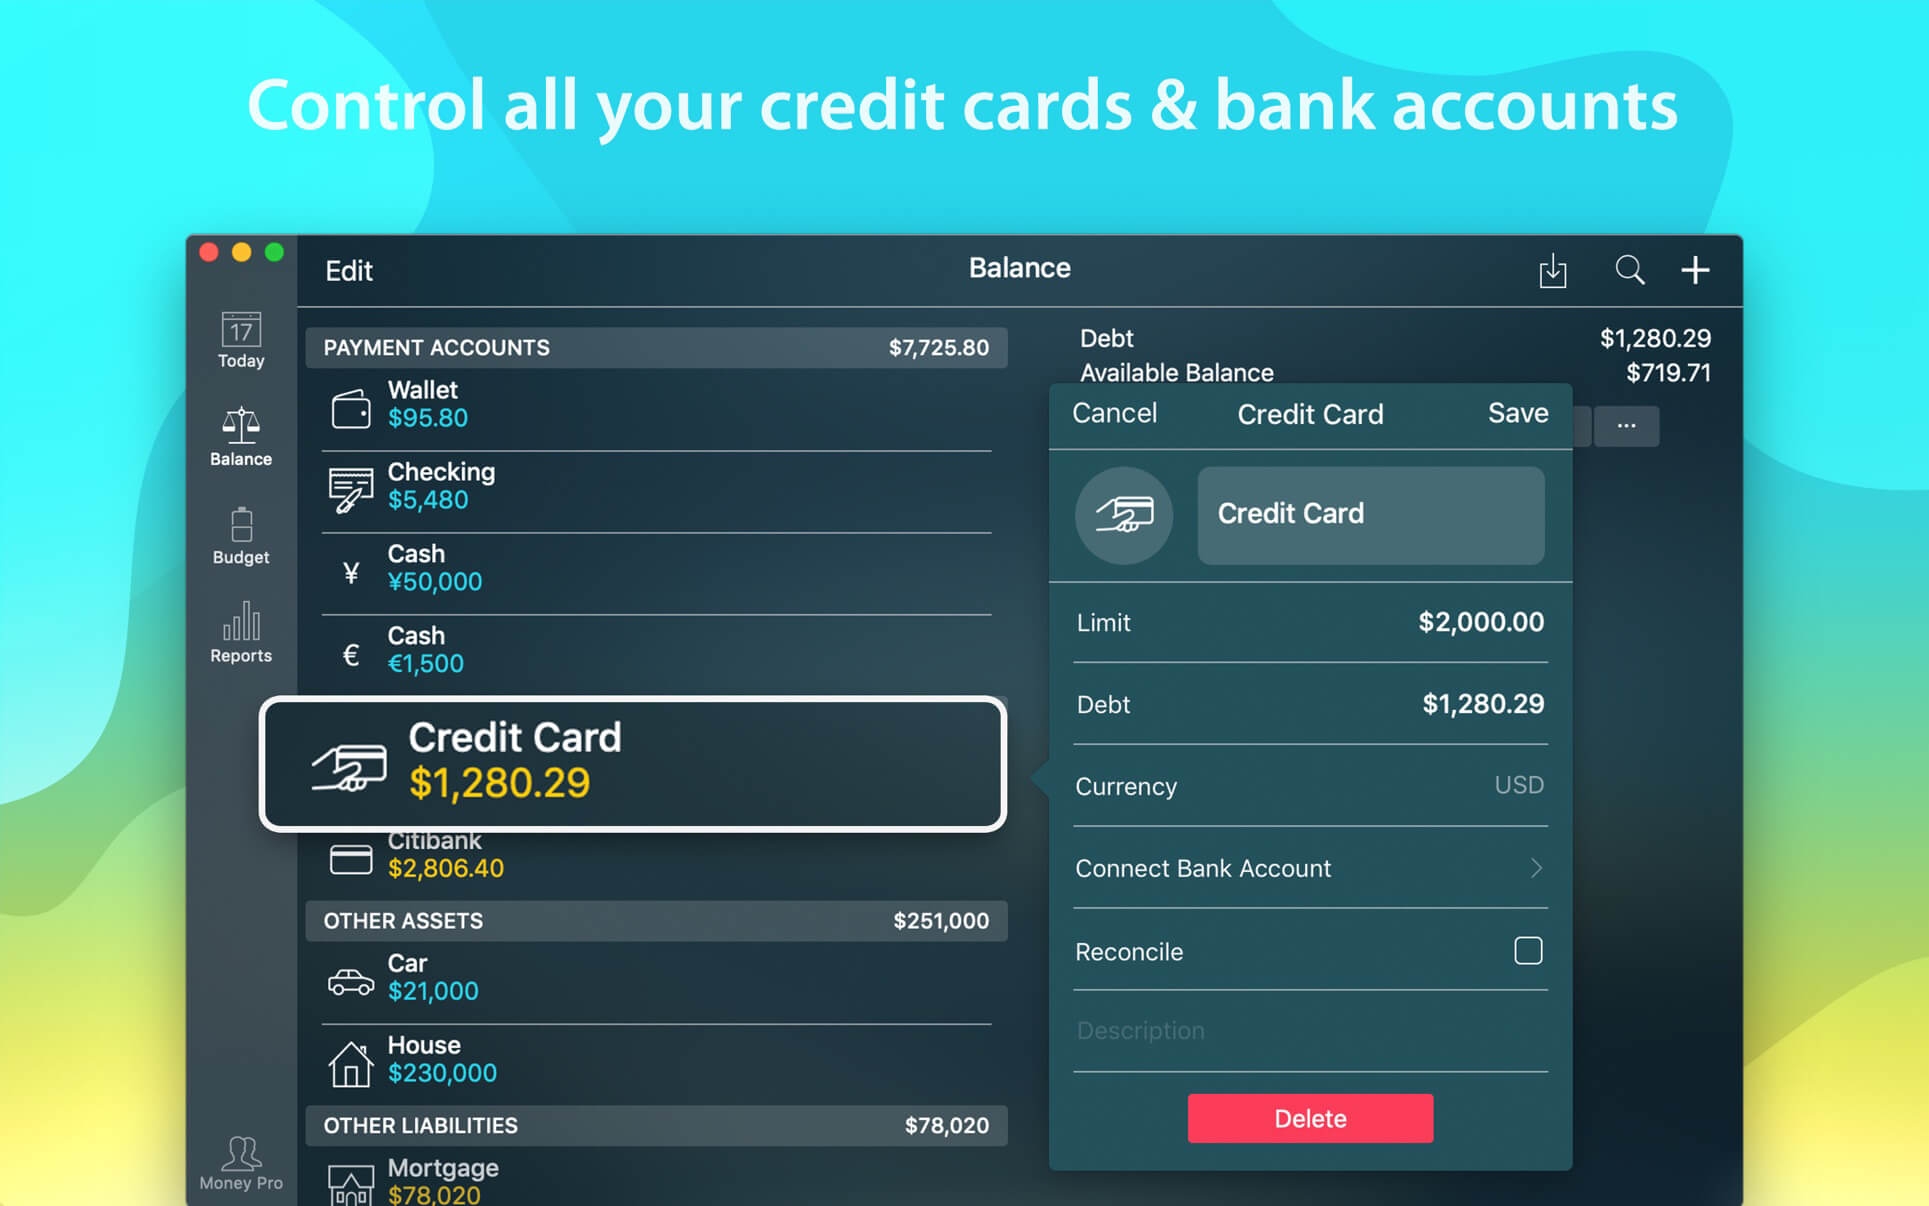 Control all your credit cards & bank accounts
Edit
Balance
17
Today
Balance
Budget
Reports
Money Pro
PAYMENT ACCOUNTS $7,725.80
Wallet
$95.80
Checking
$5,480
¥
Cash
¥50,000
€
Cash
€1,500
Credit Card
$1,280.29
Citibank
$2,806.40
OTHER ASSETS $251,000
Car
$21,000
House
$230,000
OTHER LIABILITIES $78,020
Mortgage
$78,020
Debt $1,280.29
Available Balance $719.71
...
Cancel Credit Card Save
Credit Card
Limit $2,000.00
Debt $1,280.29
Currency USD
Connect Bank Account
Reconcile
Description
Delete